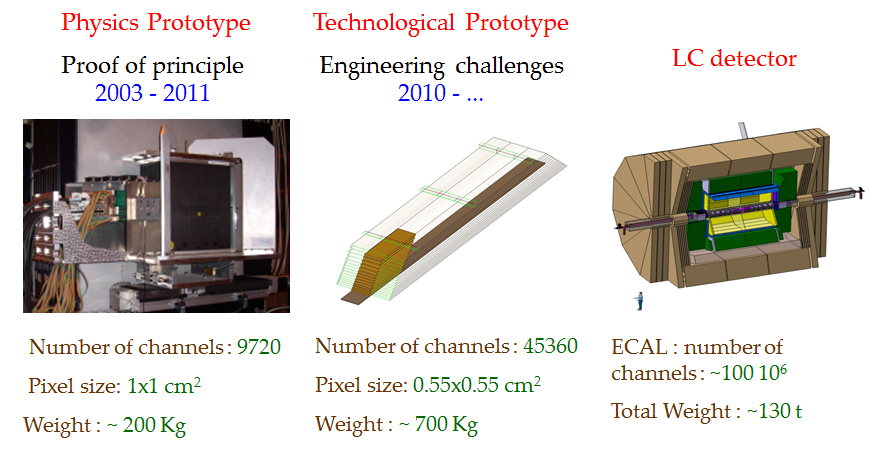 Physics Prototype
Proof of principle
2003 - 2011
Number of channels : 9720
Pixel size: 1x1 cm²
Weight : ~ 200 Kg
Technological Prototype
Engineering challenges
2010 - ...
Number of channels : 45360
Pixel size: 0.55x0.55 cm²
Weight : ~ 700 Kg
LC detector
ECAL : number of
channels : ~100 10⁶
Total Weight : ~130 t